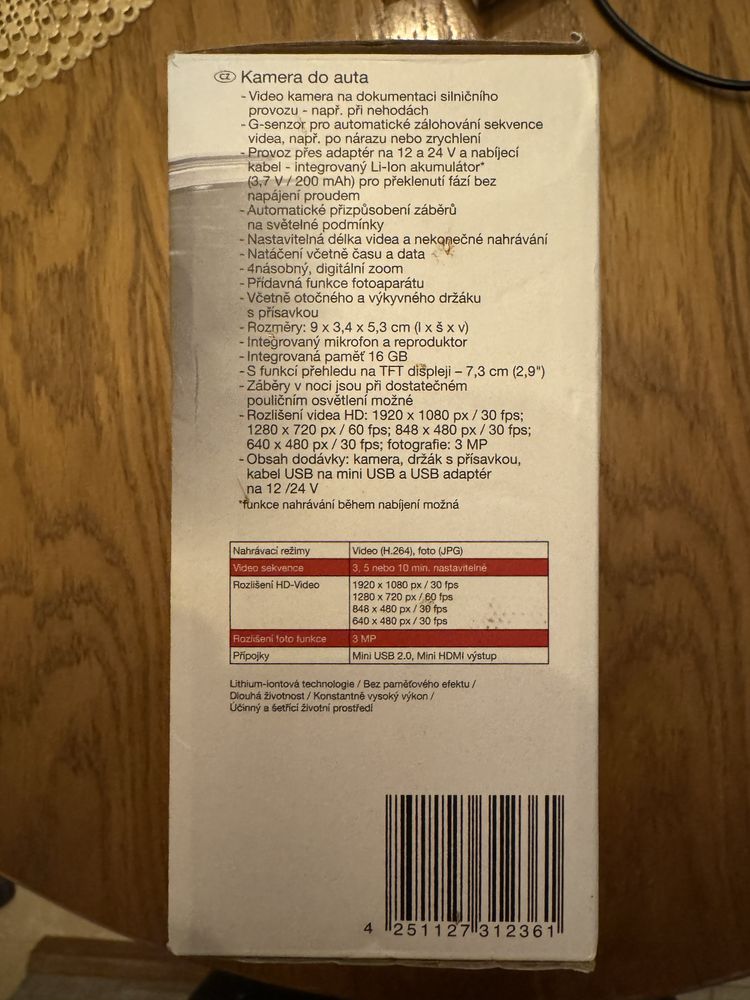 CZ Kamera do auta
- Video kamera na dokumentaci silničního
provozu - např. při nehodách
- G-senzor pro automatické zálohování sekvence
videa, např. po nárazu nebo zrychlení
- Provoz přes adaptér na 12 a 24 V a nabíjecí
kabel - integrovaný Li-Ion akumulátor*
(3,7 V / 200 mAh) pro překlenutí fází bez
napájení proudem
- Automatické přizpůsobení záběrů
na světelné podmínky
- Nastavitelná délka videa a nekonečné nahrávání
- Natáčení včetně času a data
- 4násobný, digitální zoom
- Přídavná funkce fotoaparátu
- Včetně otočného a výkyvného držáku
s přísavkou
- Rozměry: 9 x 3,4 x 5,3 cm (l x š x v)
- Integrovaný mikrofon a reproduktor
- Integrovaná paměť 16 GB
- S funkcí přehledu na TFT displeji – 7,3 cm (2,9")
- Záběry v noci jsou při dostatečném
pouličním osvětlení možné
- Rozlišení videa HD: 1920 x 1080 px / 30 fps;
1280 x 720 px / 60 fps; 848 x 480 px / 30 fps;
640 x 480 px / 30 fps; fotografie: 3 MP
- Obsah dodávky: kamera, držák s přísavkou,
kabel USB na mini USB a USB adaptér
na 12 /24 V
*funkce nahrávání během nabíjení možná
Nahrávací režimy Video (H.264), foto (JPG)
Video sekvence 3, 5 nebo 10 min. nastavitelné
Rozlišení HD-Video 1920 x 1080 px / 30 fps
1280 x 720 px / 60 fps
848 x 480 px / 30 fps
640 x 480 px / 30 fps
Rozlišení foto funkce 3 MP
Přípojky Mini USB 2.0, Mini HDMI výstup
Lithium-iontová technologie / Bez paměťového efektu /
Dlouhá životnost / Konstantně vysoký výkon /
Účinný a šetřící životní prostředí
4 251127 312361